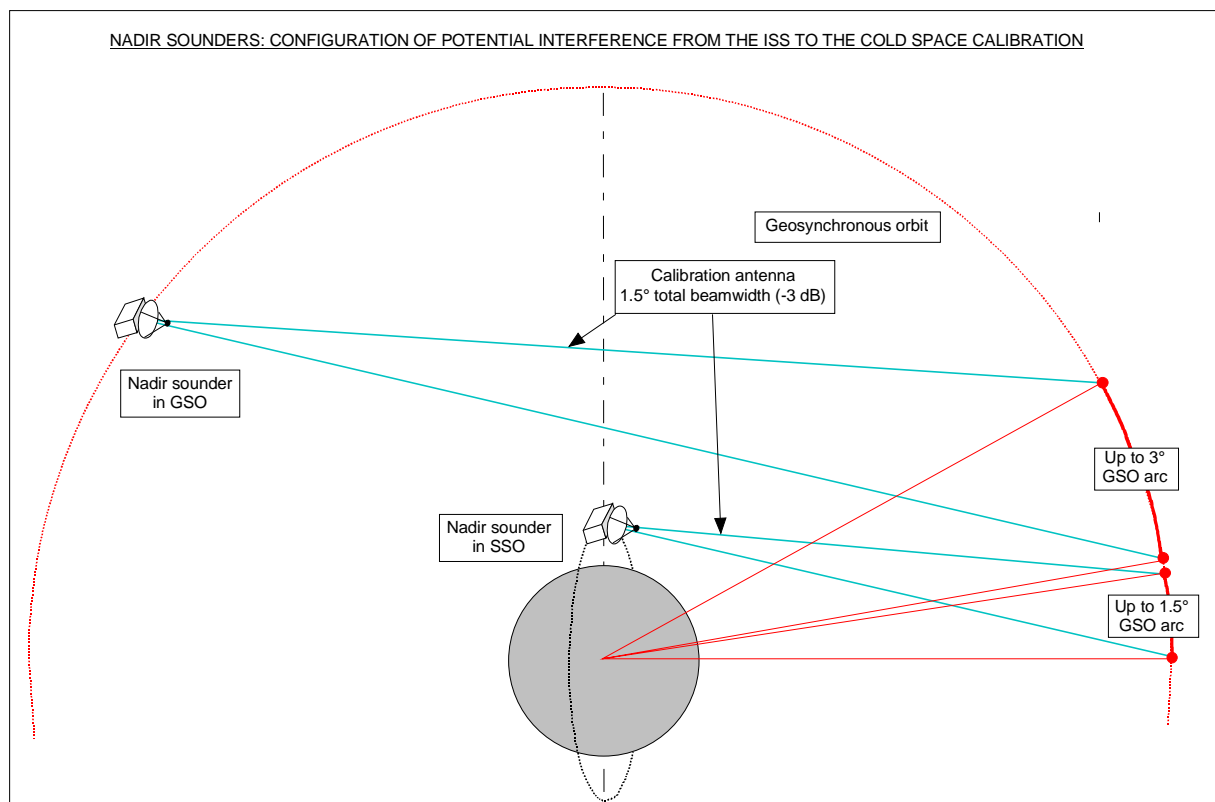 NADIR SOUNDERS: CONFIGURATION OF POTENTIAL INTERFERENCE FROM THE ISS TO THE COLD SPACE CALIBRATION
Geosynchronous orbit
Calibration antenna
1.5° total beamwidth (-3 dB)
Nadir sounder
in GSO
Up to 3°
GSO arc
Nadir sounder
in SSO
Up to 1.5°
GSO arc